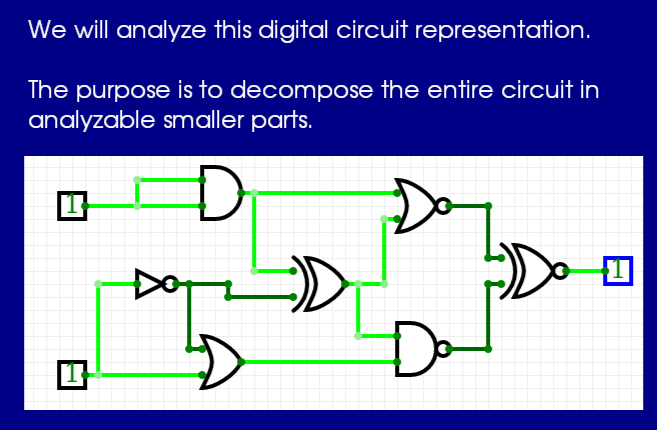 We will analyze this digital circuit representation.
The purpose is to decompose the entire circuit in
analyzable smaller parts.
1
1
1